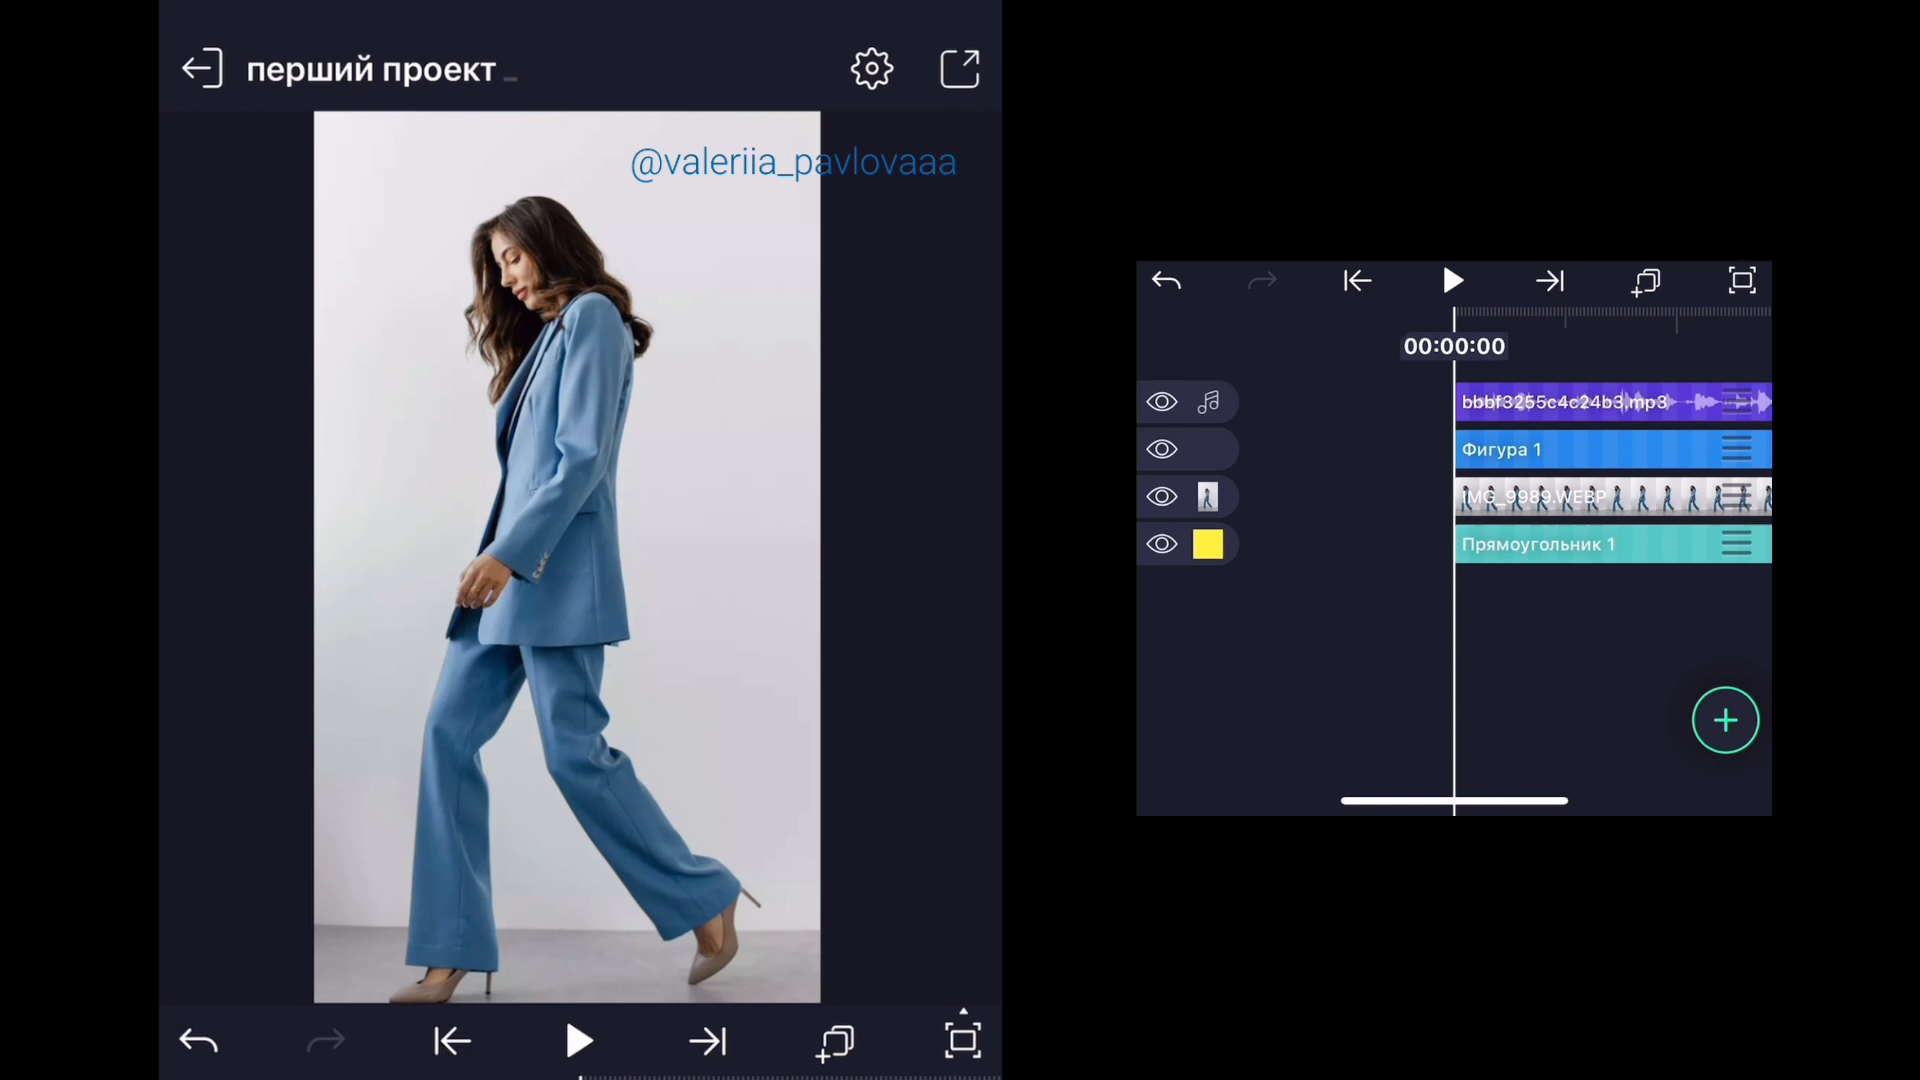 перший проект
@valeriia_pavlovaaa
00:00:00
bbbf3255c4c24b3.mp3
Фигура 1
IMG_9989.WEBP
Прямоугольник 1